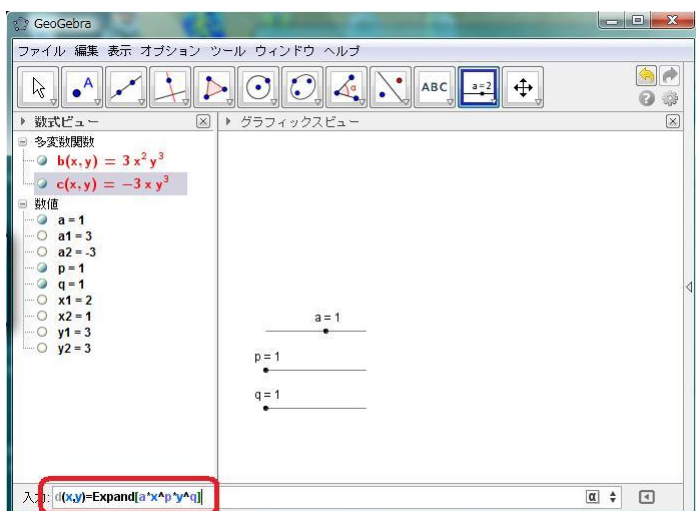 GeoGebra
ファイル 編集 表示 オプション ツール ウィンドウ ヘルプ
A
α
ABC
a=2
数式ビュー
グラフィックスビュー
多変数関数
b(x,y) = 3 x² y³
c(x,y) = −3 x y³
数値
a = 1
a1 = 3
a2 = -3
p = 1
q = 1
x1 = 2
x2 = 1
y1 = 3
y2 = 3
a = 1
p = 1
q = 1
入力: d(x,y)=Expand[a*x^p*y^q]
α